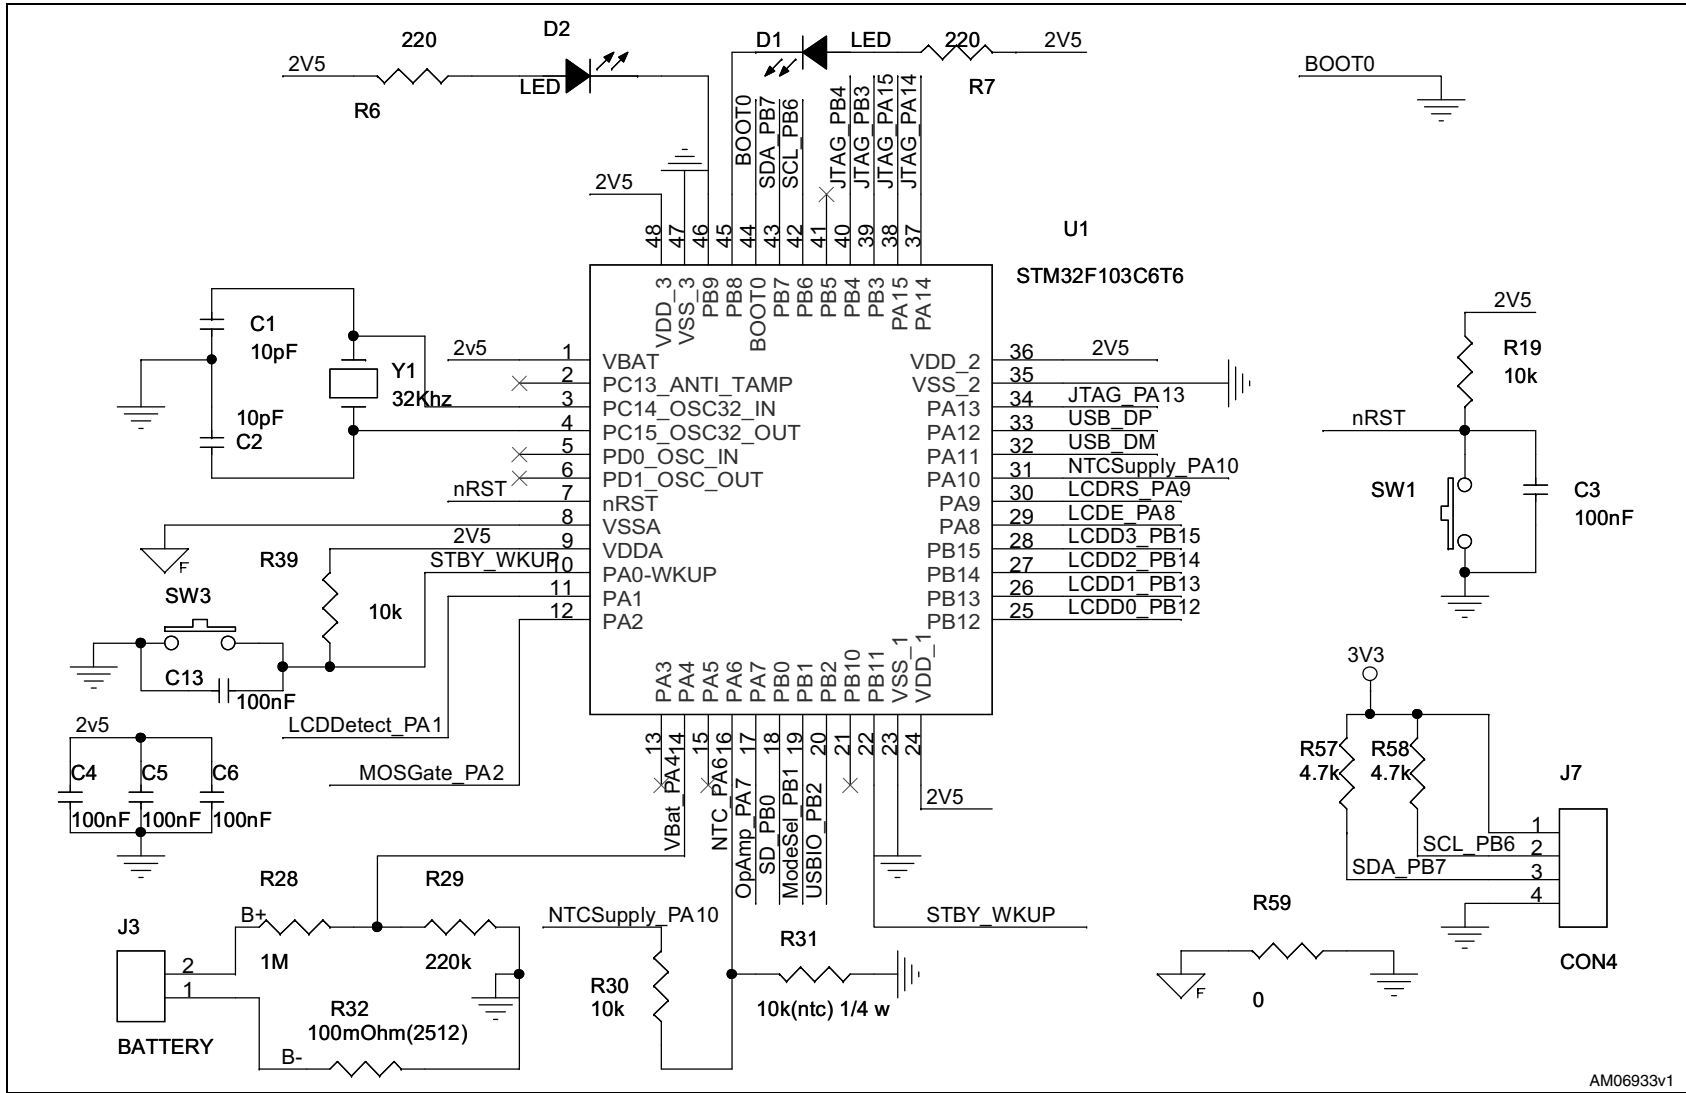 220
D2
D1
LED
220
2V5
2V5
LED
R6
R7
BOOT0
BOOT0
SDA_PB7
SCL_PB6
JTAG_PB4
JTAG_PB3
JTAG_PA15
JTAG_PA14
2V5
48
47
46
45
44
43
42
41
40
39
38
37
U1
STM32F103C6T6
VDD_3
VSS_3
PB9
PB8
BOOT0
PB7
PB6
PB5
PB4
PB3
PA15
PA14
C1
10pF
Y1
32Khz
10pF
C2
2v5
1
VBAT
2
PC13_ANTI_TAMP
3
PC14_OSC32_IN
4
PC15_OSC32_OUT
5
PD0_OSC_IN
6
PD1_OSC_OUT
nRST
7
nRST
8
VSSA
2V5
9
VDDA
STBY_WKUP
10
PA0-WKUP
11
PA1
12
PA2
VDD_2
36
2V5
VSS_2
35
PA13
34
JTAG_PA13
PA12
33
USB_DP
PA11
32
USB_DM
PA10
31
NTCSupply_PA10
PA9
30
LCDRS_PA9
PA8
29
LCDE_PA8
PB15
28
LCDD3_PB15
PB14
27
LCDD2_PB14
PB13
26
LCDD1_PB13
PB12
25
LCDD0_PB12
2V5
R19
10k
nRST
SW1
C3
100nF
F
R39
10k
SW3
C13
100nF
LCDDetect_PA1
MOSGate_PA2
2v5
C4
C5
C6
100nF
100nF
100nF
PA3
PA4
PA5
PA6
PA7
PB0
PB1
PB2
PB10
PB11
VSS_1
VDD_1
13
14
15
16
17
18
19
20
21
22
23
24
VBat_PA4
NTC_PA6
OpAmp_PA7
SD_PB0
ModeSel_PB1
USBIO_PB2
2V5
STBY_WKUP
3V3
R57
4.7k
R58
4.7k
J7
1
SCL_PB6
2
SDA_PB7
3
4
CON4
R28
R29
B+
J3
1M
220k
2
1
R32
100mOhm(2512)
BATTERY
B-
NTCSupply_PA10
R30
10k
R31
10k(ntc) 1/4 w
R59
F
0
AM06933v1